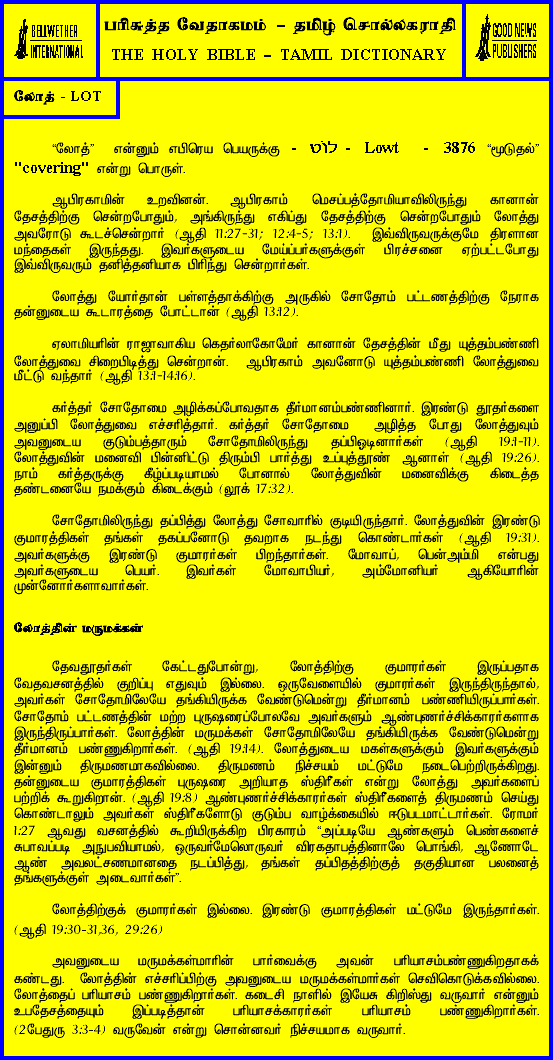 பரிசுத்த வேதாகமம் – தமிழ் சொல்லகராதி
THE HOLY BIBLE – TAMIL DICTIONARY
BELLWETHER
INTERNATIONAL
GOOD NEWS
PUBLISHERS
லோத் - LOT
“லோத்” என்னும் எபிரெய பெயருக்கு - לוֹט - Lowt - 3876 “மூடுதல்”
"covering" என்று பொருள்.
ஆபிரகாமின் உறவினன். ஆபிரகாம் மெசப்பத்தோமியாவிலிருந்து கானான்
தேசத்திற்கு சென்றபோதும், அங்கிருந்து எகிப்து தேசத்திற்கு சென்றபோதும் லோத்து
அவரோடு கூடச்சென்றார் (ஆதி 11:27-31; 12:4-5; 13:1). இவ்விருவருக்குமே திரளான
மந்தைகள் இருந்தது. இவர்களுடைய மேய்ப்பர்களுக்குள் பிரச்சனை ஏற்பட்டபோது
இவ்விருவரும் தனித்தனியாக பிரிந்து சென்றார்கள்.
லோத்து யோர்தான் பள்ளத்தாக்கிற்கு அருகில் சோதோம் பட்டணத்திற்கு நேராக
தன்னுடைய கூடாரத்தை போட்டான் (ஆதி 13:12).
ஏலாமியரின் ராஜாவாகிய கெதர்லாகோமேர் கானான் தேசத்தின் மீது யுத்தம்பண்ணி
லோத்துவை சிறைபிடித்து சென்றான். ஆபிரகாம் அவனோடு யுத்தம்பண்ணி லோத்துவை
மீட்டு வந்தார் (ஆதி 13:1-14:16).
கர்த்தர் சோதோமை அழிக்கப்போவதாக தீர்மானம்பண்ணினார். இரண்டு தூதர்களை
அனுப்பி லோத்துவை எச்சரித்தார். கர்த்தர் சோதோமை அழித்த போது லோத்துவும்
அவனுடைய குடும்பத்தாரும் சோதோமிலிருந்து தப்பிஒடினார்கள் (ஆதி 19:1-11).
லோத்துவின் மனைவி பின்னிட்டு திரும்பி பார்த்து உப்புத்தூண் ஆனாள் (ஆதி 19:26).
நாம் கர்த்தருக்கு கீழ்ப்படியாமல் போனால் லோத்துவின் மனைவிக்கு கிடைத்த
தண்டனையே நமக்கும் கிடைக்கும் (லூக் 17:32).
சோதோமிலிருந்து தப்பித்து லோத்து சோவாரில் குடியிருந்தார். லோத்துவின் இரண்டு
குமாரத்திகள் தங்கள் தகப்பனோடு தவறாக நடந்து கொண்டார்கள் (ஆதி 19:31).
அவர்களுக்கு இரண்டு குமாரர்கள் பிறந்தார்கள். மோவாப், பென்அம்மி என்பது
அவர்களுடைய பெயர். இவர்கள் மோவாபியர், அம்மோனியர் ஆகியோரின்
முன்னோர்களாவார்கள்.
லோத்தின் மருமக்கள்
தேவதூதர்கள் கேட்டதுபோன்று, லோத்திற்கு குமாரர்கள் இருப்பதாக
வேதவசனத்தில் குறிப்பு எதுவும் இல்லை. ஒருவேளையில் குமாரர்கள் இருந்திருந்தால்,
அவர்கள் சோதோமிலேயே தங்கியிருக்க வேண்டுமென்று தீர்மானம் பண்ணியிருப்பார்கள்.
சோதோம் பட்டணத்தின் மற்ற புருஷரைப்போலவே அவர்களும் ஆண்புணர்ச்சிக்காரர்களாக
இருந்திருப்பார்கள். லோத்தின் மருமக்கள் சோதோமிலேயே தங்கியிருக்க வேண்டுமென்று
தீர்மானம் பண்ணுகிறார்கள். (ஆதி 19:14). லோத்துடைய மகள்களுக்கும் இவர்களுக்கும்
இன்னும் திருமணமாகவில்லை. திருமணம் நிச்சயம் மட்டுமே நடைபெற்றிருக்கிறது.
தன்னுடைய குமாரத்திகள் புருஷரை அறியாத ஸ்திரீகள் என்று லோத்து அவர்களைப்
பற்றிக் கூறுகிறான். (ஆதி 19:8) ஆண்புணர்ச்சிக்காரர்கள் ஸ்திரீகளைத் திருமணம் செய்து
கொண்டாலும் அவர்கள் ஸ்திரீகளோடு குடும்ப வாழ்க்கையில் ஈடுபடமாட்டார்கள். ரோமர்
1:27 ஆவது வசனத்தில் கூறியிருக்கிற பிரகாரம் “அப்படியே ஆண்களும் பெண்களைச்
சுபாவப்படி அநுபவியாமல், ஒருவர்மேலொருவர் விரகதாபத்தினாலே பொங்கி, ஆணோடே
ஆண் அவலட்சணமானதை நடப்பித்து, தங்கள் தப்பிதத்திற்குத் தகுதியான பலனைத்
தங்களுக்குள் அடைவார்கள்”.
லோத்திற்குக் குமாரர்கள் இல்லை. இரண்டு குமாரத்திகள் மட்டுமே இருந்தார்கள்.
(ஆதி 19:30-31,36, 29:26)
அவனுடைய மருமக்கள்மாரின் பார்வைக்கு அவன் பரியாசம்பண்ணுகிறதாகக்
கண்டது. லோத்தின் எச்சரிப்பிற்கு அவனுடைய மருமக்கள்மார்கள் செவிகொடுக்கவில்லை.
லோத்தைப் பரியாசம் பண்ணுகிறார்கள். கடைசி நாளில் இயேசு கிறிஸ்து வருவார் என்னும்
உபதேசத்தையும் இப்படித்தான் பரியாசக்காரர்கள் பரியாசம் பண்ணுகிறார்கள்.
(2பேதுரு 3:3-4) வருவேன் என்று சொன்னவர் நிச்சயமாக வருவார்.